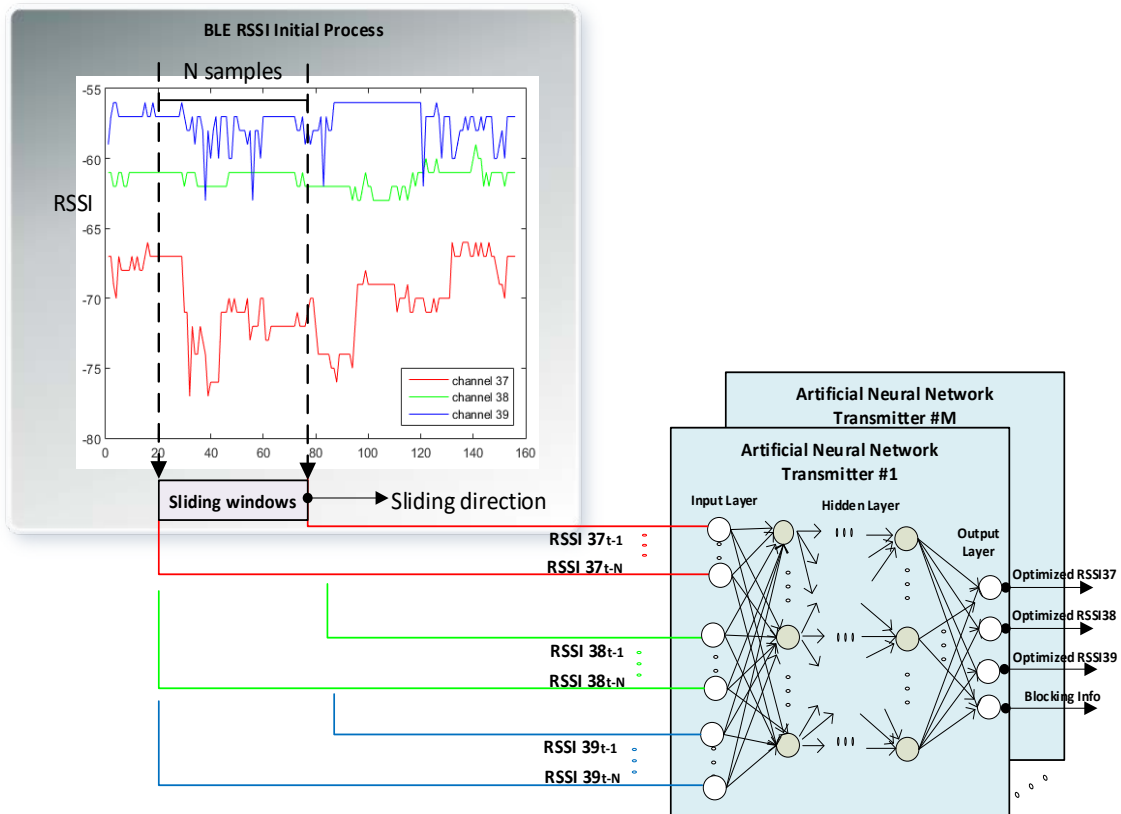 BLE RSSI Initial Process
N samples
-55
-60
RSSI
-65
-70
-75
-80
channel 37
channel 38
channel 39
0 20 40 60 80 100 120 140 160
Sliding windows
Sliding direction
Artificial Neural Network
Transmitter #M
Artificial Neural Network
Transmitter #1
Input Layer
Hidden Layer
Output
Layer
RSSI 37t-1
RSSI 37t-N
RSSI 38t-1
RSSI 38t-N
RSSI 39t-1
RSSI 39t-N
Optimized RSSI37
Optimized RSSI38
Optimized RSSI39
Blocking Info